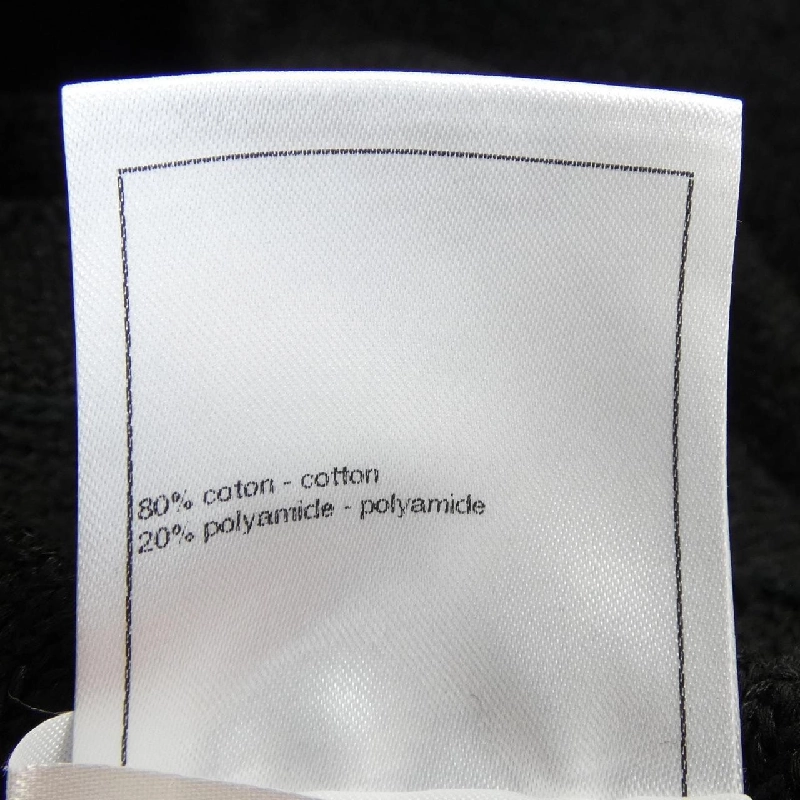 80% coton - cotton
20% polyamide - polyamide